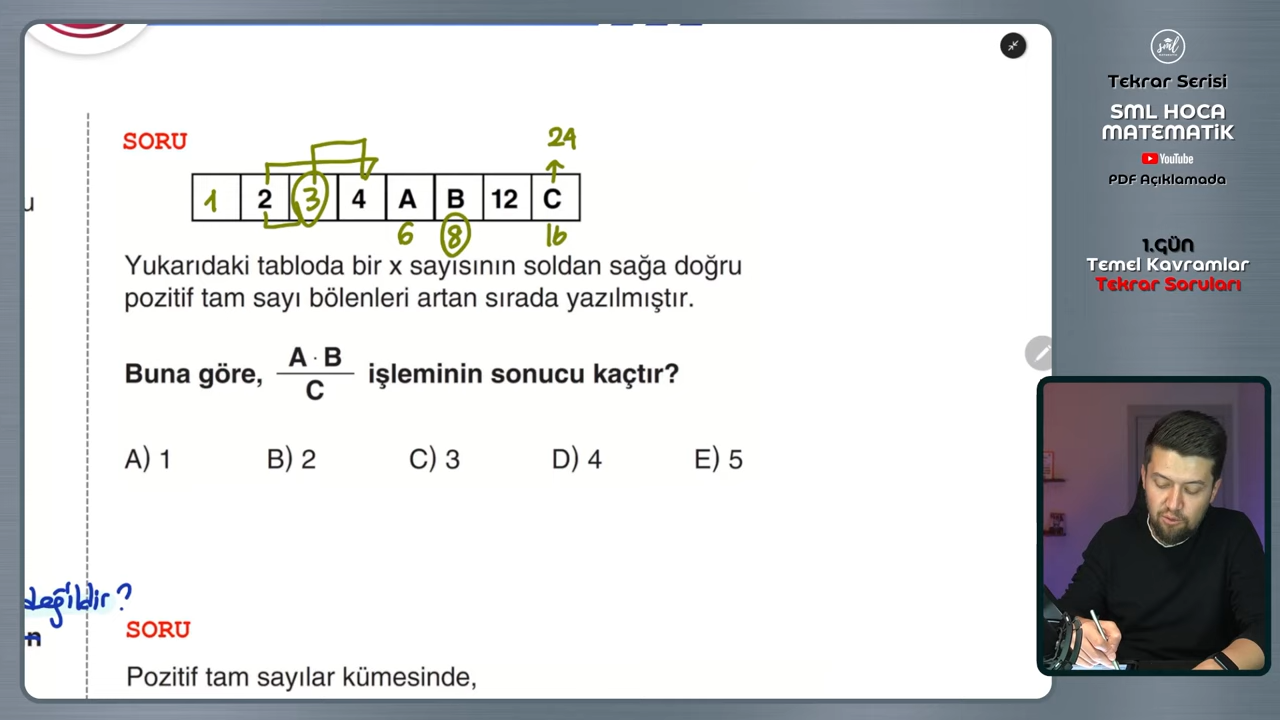 SORU
24
1 2 3 4 A B 12 C
6 8 16
Yukarıdaki tabloda bir x sayısının soldan sağa doğru
pozitif tam sayı bölenleri artan sırada yazılmıştır.
Buna göre, A · B / C işleminin sonucu kaçtır?
A) 1 B) 2 C) 3 D) 4 E) 5
değildir?
SORU
Pozitif tam sayılar kümesinde,
sml
Tekrar Serisi
SML HOCA
MATEMATİK
YouTube
PDF Açıklamada
1.GÜN
Temel Kavramlar
Tekrar Soruları